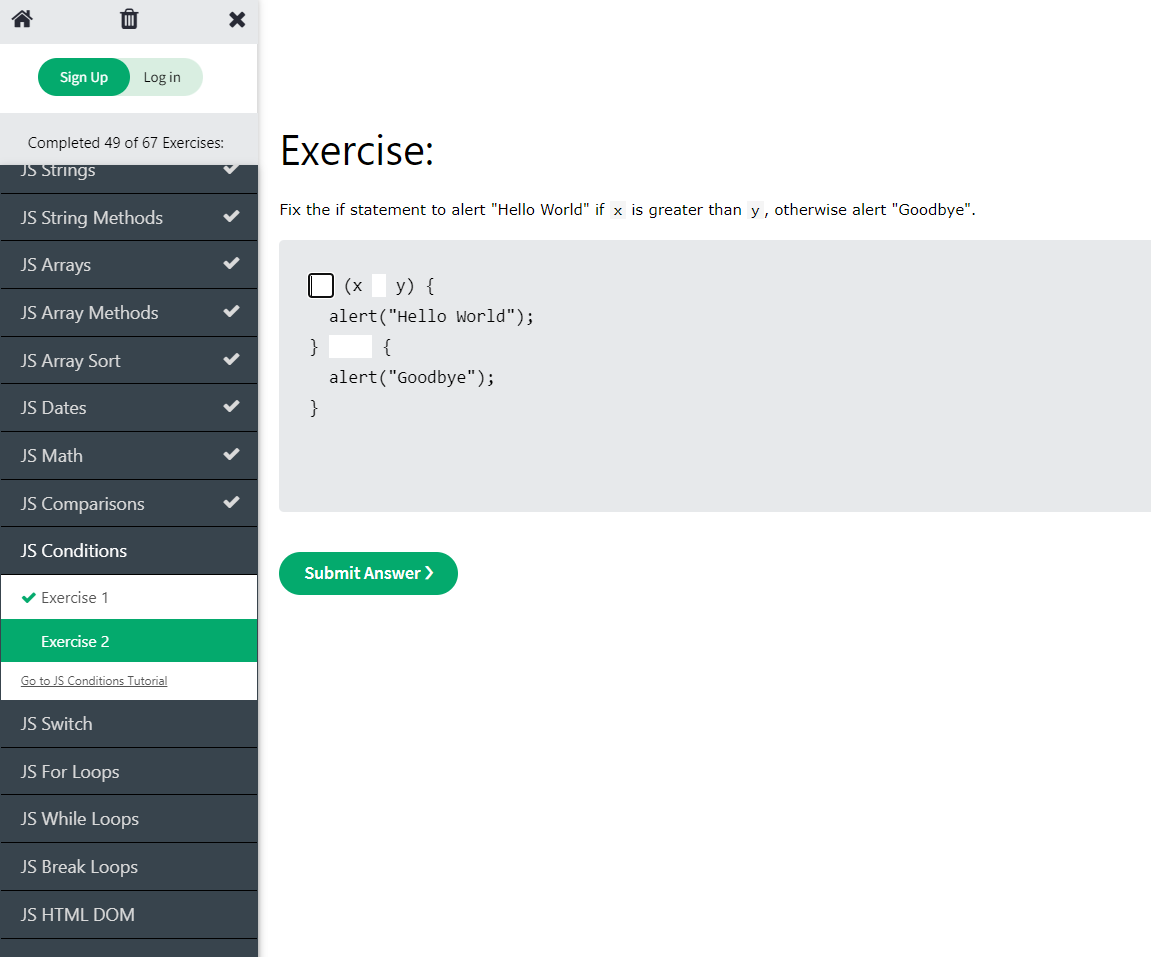 Sign Up Log in
Completed 49 of 67 Exercises:
JS Strings
JS String Methods
JS Arrays
JS Array Methods
JS Array Sort
JS Dates
JS Math
JS Comparisons
JS Conditions
Exercise 1
Exercise 2
Go to JS Conditions Tutorial
JS Switch
JS For Loops
JS While Loops
JS Break Loops
JS HTML DOM
Exercise:
Fix the if statement to alert "Hello World" if x is greater than y, otherwise alert "Goodbye".
(x y) {
alert("Hello World");
} {
alert("Goodbye");
}
Submit Answer ❯